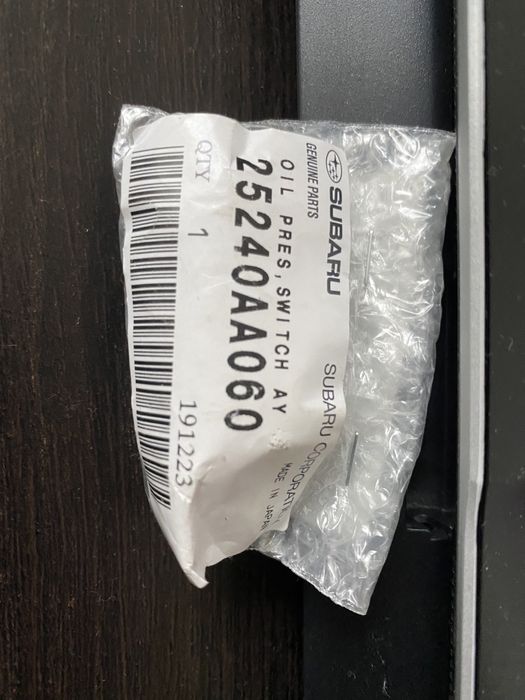 SUBARU
GENUINE PARTS
SUBARU CORPORATI
MADE IN JAPAN
OIL PRES, SWITCH AY
25240AA060
QTY 1
191223